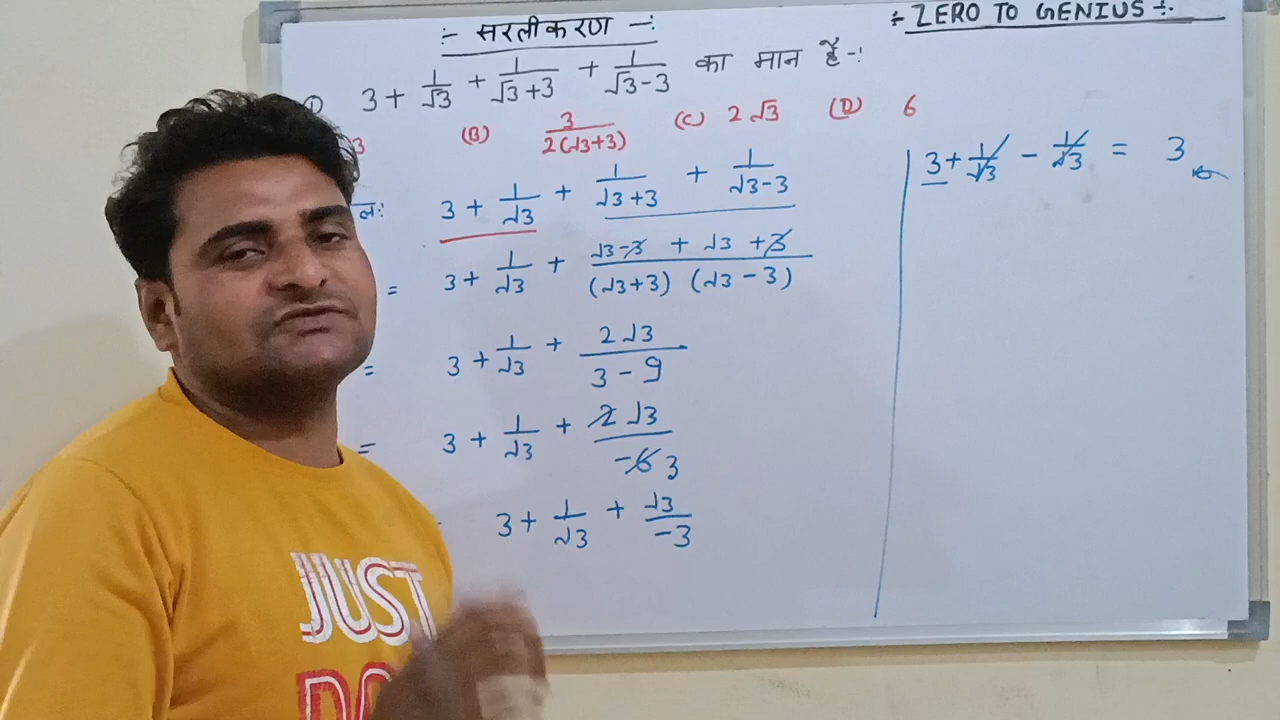 :- सरलीकरण -:
÷ ZERO TO GENIUS ÷
① 3 + 1/√3 + 1/(√3+3) + 1/(√3-3) का मान हैं -:
3 (B) 3/(2(√3+3)) (C) 2√3 (D) 6
लः 3 + 1/√3 + 1/(√3+3) + 1/(√3-3)
= 3 + 1/√3 + (√3-3 + √3+3)/((√3+3) (√3-3))
= 3 + 1/√3 + 2√3/(3-9)
= 3 + 1/√3 + 2√3/-6 3
3 + 1/√3 + √3/-3
3 + 1/√3 - 1/√3 = 3
JUST
DO